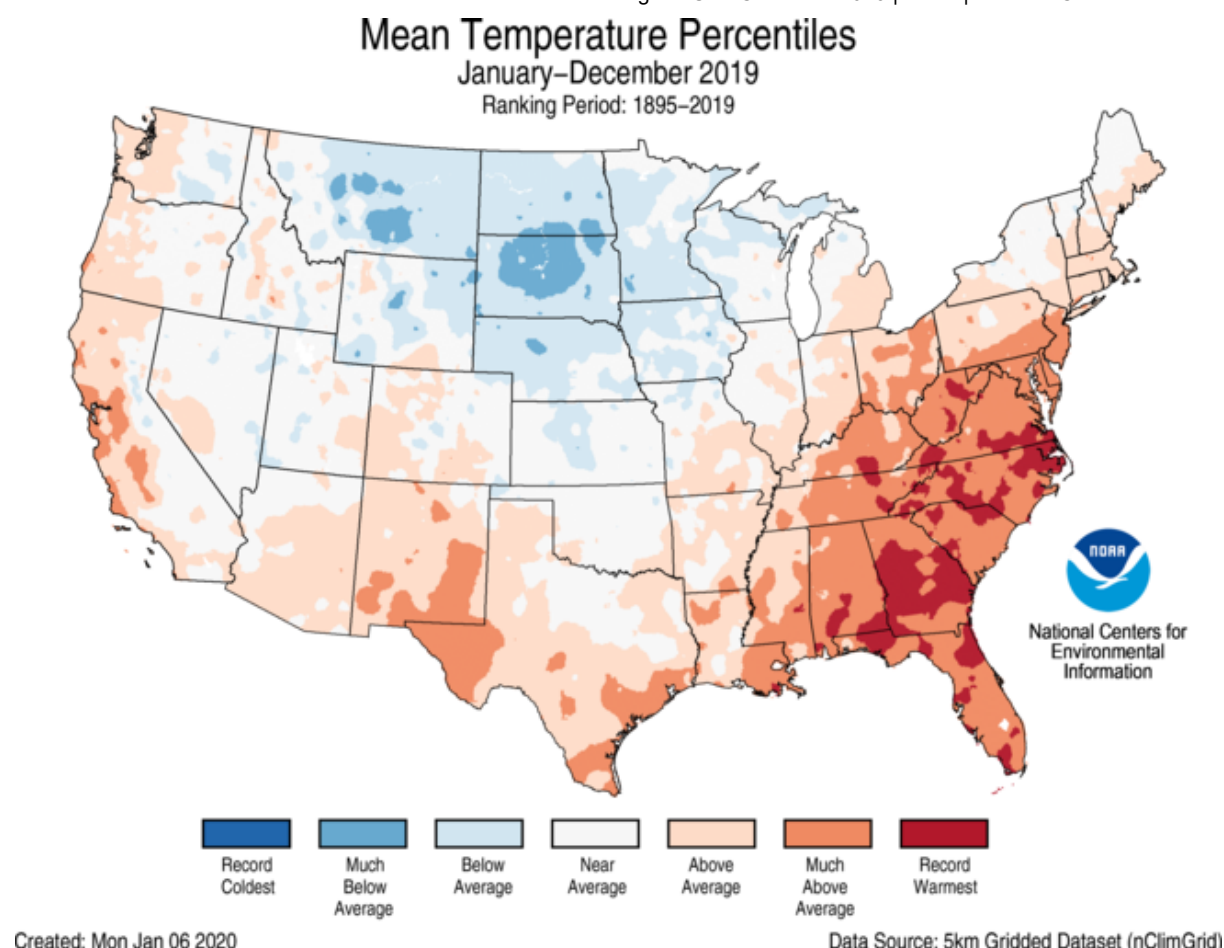 Mean Temperature Percentiles
January–December 2019
Ranking Period: 1895–2019
NOAA
National Centers for
Environmental
Information
Record
Coldest
Much
Below
Average
Below
Average
Near
Average
Above
Average
Much
Above
Average
Record
Warmest
Created: Mon Jan 06 2020
Data Source: 5km Gridded Dataset (nClimGrid)